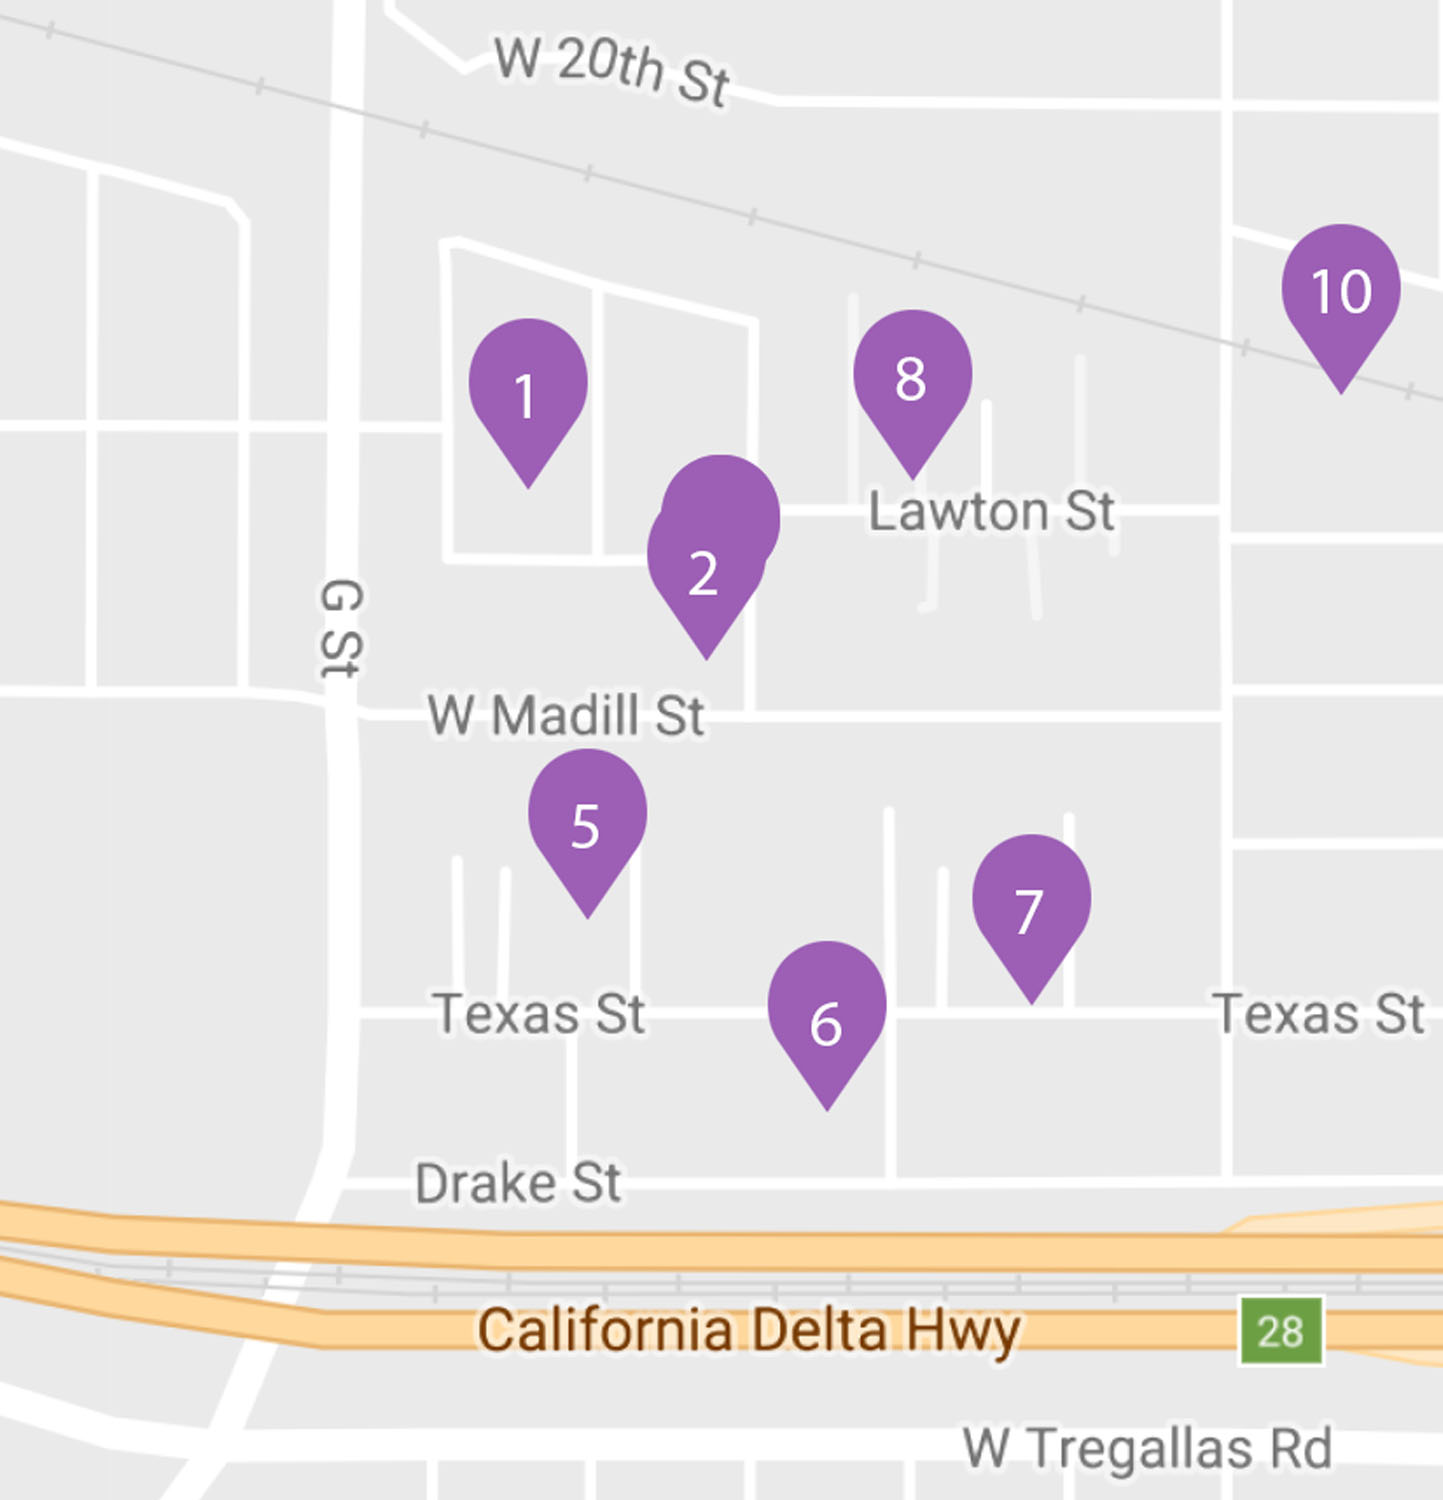 W 20th St
10
1
8
Lawton St
2
G St
W Madill St
5
7
Texas St
6
Texas St
Drake St
California Delta Hwy
28
W Tregallas Rd